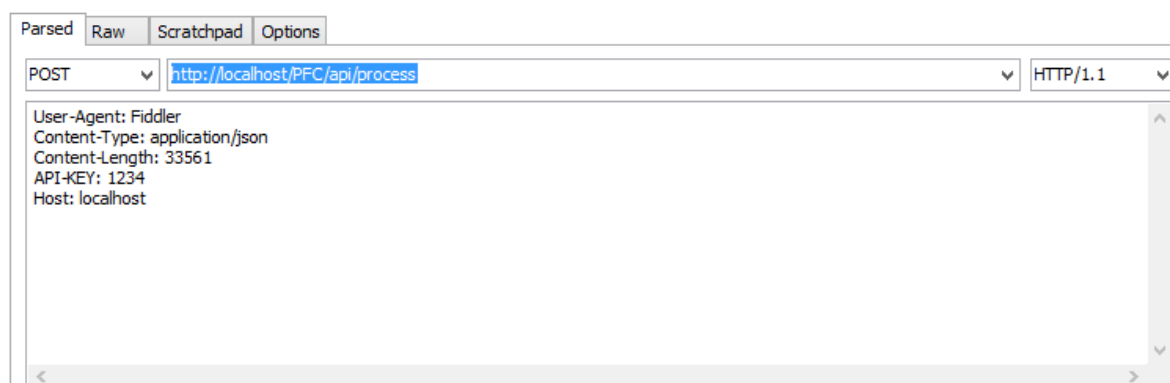 Parsed Raw Scratchpad Options
POST http://localhost/PFC/api/process HTTP/1.1
User-Agent: Fiddler
Content-Type: application/json
Content-Length: 33561
API-KEY: 1234
Host: localhost